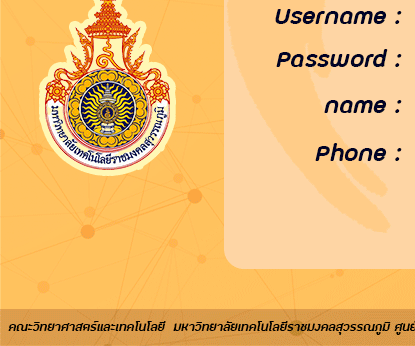 Username :
Password :
name :
Phone :
มหาวิทยาลัยเทคโนโลยีราชมงคลสุวรรณภูมิ
คณะวิทยาศาสตร์และเทคโนโลยี มหาวิทยาลัยเทคโนโลยีราชมงคลสุวรรณภูมิ ศูนย์